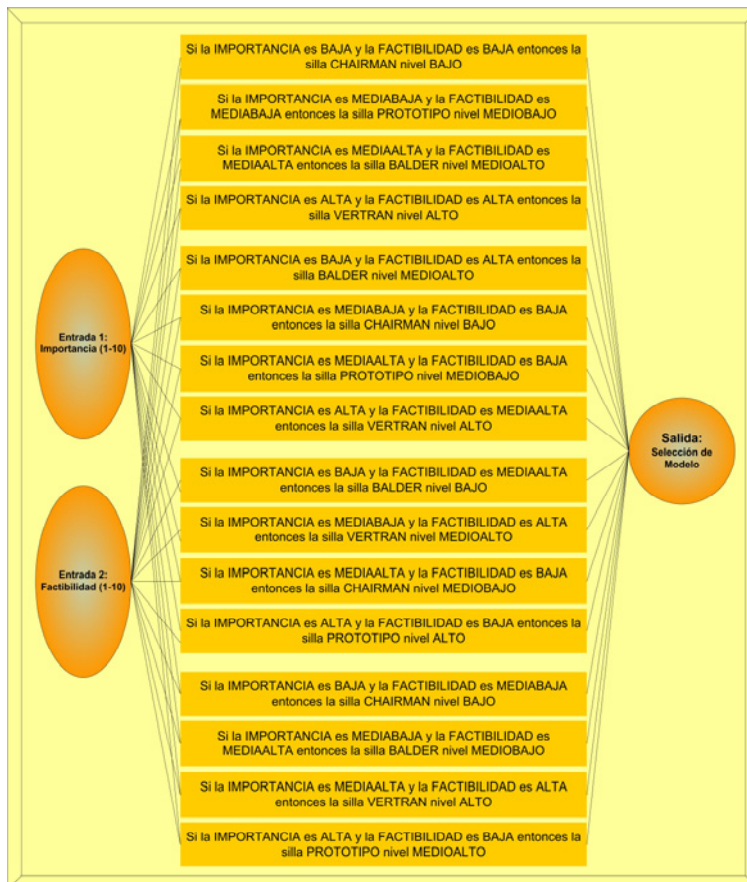 Si la IMPORTANCIA es BAJA y la FACTIBILIDAD es BAJA entonces la
silla CHAIRMAN nivel BAJO
Si la IMPORTANCIA es MEDIABAJA y la FACTIBILIDAD es
MEDIABAJA entonces la silla PROTOTIPO nivel MEDIOBAJO
Si la IMPORTANCIA es MEDIAALTA y la FACTIBILIDAD es
MEDIAALTA entonces la silla BALDER nivel MEDIOALTO
Si la IMPORTANCIA es ALTA y la FACTIBILIDAD es ALTA entonces la
silla VERTRAN nivel ALTO
Si la IMPORTANCIA es BAJA y la FACTIBILIDAD es ALTA entonces la
silla BALDER nivel MEDIOALTO
Si la IMPORTANCIA es MEDIABAJA y la FACTIBILIDAD es BAJA
entonces la silla CHAIRMAN nivel BAJO
Si la IMPORTANCIA es MEDIAALTA y la FACTIBILIDAD es BAJA
entonces la silla PROTOTIPO nivel MEDIOBAJO
Si la IMPORTANCIA es ALTA y la FACTIBILIDAD es MEDIAALTA
entonces la silla VERTRAN nivel ALTO
Si la IMPORTANCIA es BAJA y la FACTIBILIDAD es MEDIAALTA
entonces la silla BALDER nivel BAJO
Si la IMPORTANCIA es MEDIABAJA y la FACTIBILIDAD es ALTA
entonces la silla VERTRAN nivel MEDIOALTO
Si la IMPORTANCIA es MEDIAALTA y la FACTIBILIDAD es BAJA
entonces la silla CHAIRMAN nivel MEDIOBAJO
Si la IMPORTANCIA es ALTA y la FACTIBILIDAD es BAJA entonces la
silla PROTOTIPO nivel ALTO
Si la IMPORTANCIA es BAJA y la FACTIBILIDAD es MEDIABAJA
entonces la silla CHAIRMAN nivel BAJO
Si la IMPORTANCIA es MEDIABAJA y la FACTIBILIDAD es
MEDIAALTA entonces la silla BALDER nivel MEDIOBAJO
Si la IMPORTANCIA es MEDIAALTA y la FACTIBILIDAD es ALTA
entonces la silla VERTRAN nivel ALTO
Si la IMPORTANCIA es ALTA y la FACTIBILIDAD es BAJA entonces la
silla PROTOTIPO nivel MEDIOALTO
Entrada 1:
Importancia (1-10)
Entrada 2:
Factibilidad (1-10)
Salida:
Selección de
Modelo